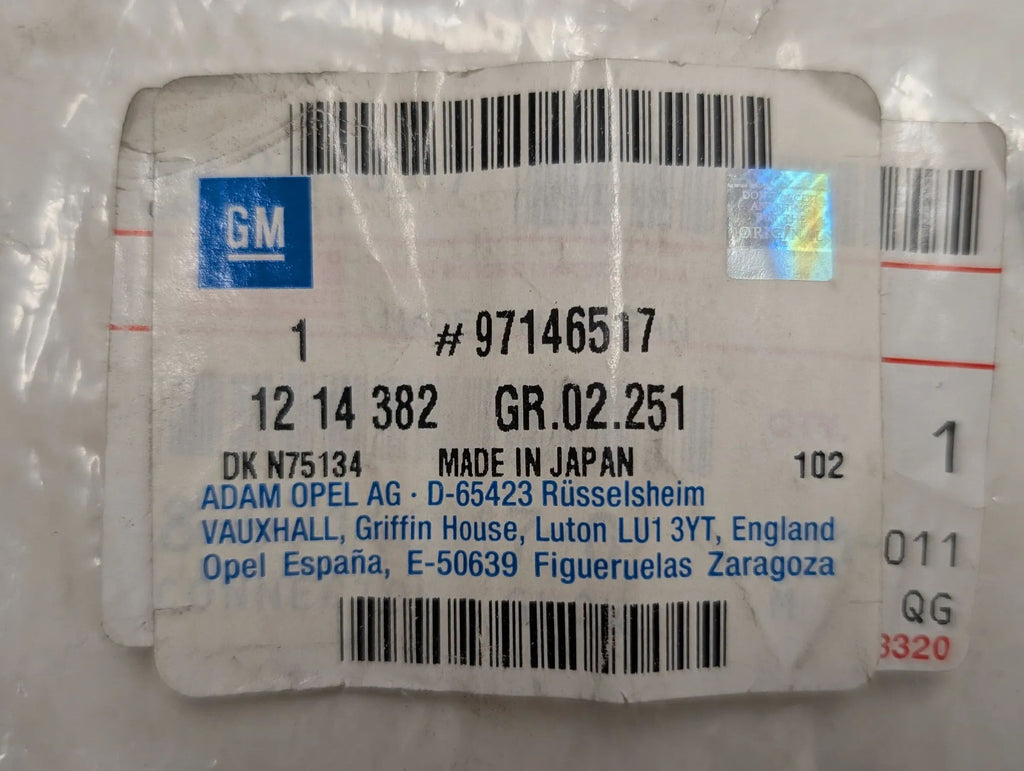 GM
ORIGINAL
1 # 97146517
12 14 382 GR.02.251
DK N75134 MADE IN JAPAN 102
ADAM OPEL AG · D-65423 Rüsselsheim
VAUXHALL, Griffin House, Luton LU1 3YT, England
Opel España, E-50639 Figueruelas Zaragoza
1
011
QG
3320